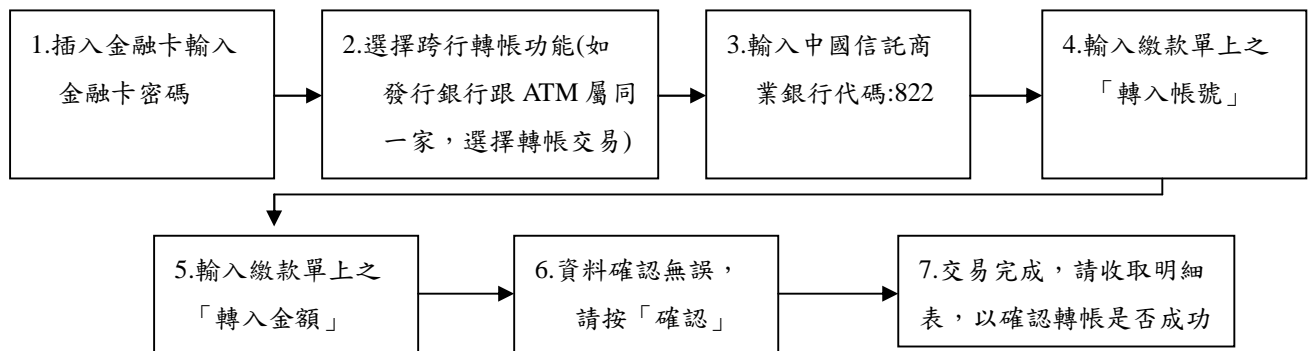 1.插入金融卡輸入
金融卡密碼
2.選擇跨行轉帳功能(如
發行銀行跟 ATM 屬同
一家，選擇轉帳交易)
3.輸入中國信託商
業銀行代碼:822
4.輸入繳款單上之
「轉入帳號」
5.輸入繳款單上之
「轉入金額」
6.資料確認無誤，
請按「確認」
7.交易完成，請收取明細
表，以確認轉帳是否成功